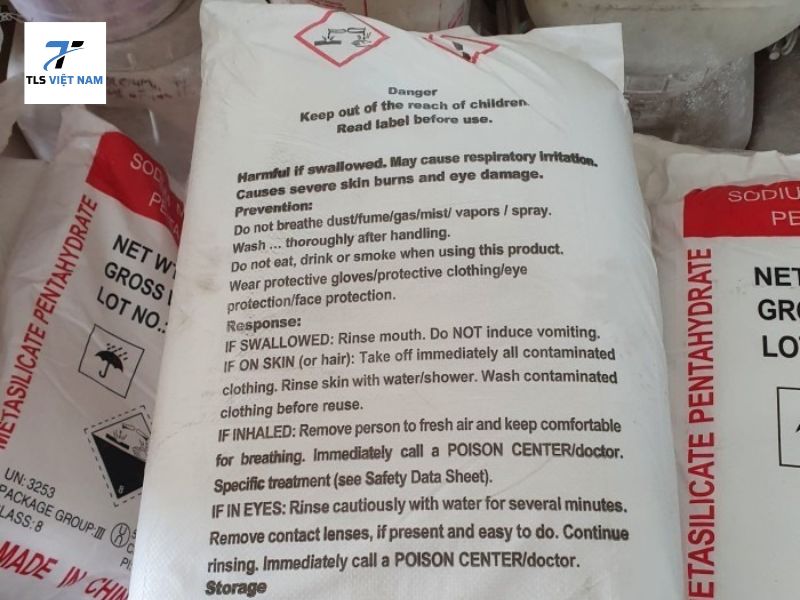 TLS VIỆT NAM
Danger
Keep out of the reach of children.
Read label before use.
Harmful if swallowed. May cause respiratory irritation.
Causes severe skin burns and eye damage.
Prevention:
Do not breathe dust/fume/gas/mist/ vapors / spray.
Wash ... thoroughly after handling.
Do not eat, drink or smoke when using this product.
Wear protective gloves/protective clothing/eye
protection/face protection.
Response:
IF SWALLOWED: Rinse mouth. Do NOT induce vomiting.
IF ON SKIN (or hair): Take off immediately all contaminated
clothing. Rinse skin with water/shower. Wash contaminated
clothing before reuse.
IF INHALED: Remove person to fresh air and keep comfortable
for breathing. Immediately call a POISON CENTER/doctor.
Specific treatment (see Safety Data Sheet).
IF IN EYES: Rinse cautiously with water for several minutes.
Remove contact lenses, if present and easy to do. Continue
rinsing. Immediately call a POISON CENTER/doctor.
Storage
SODIUM
METASILICATE PENTAHYDRATE
NET W
GROSS
LOT NO.:
8
UN: 3253
PACKAGE GROUP:III
CLASS: 8
MADE IN CHIN
SODIU
PE
METASILICATE PENTAHYDRATE
NET
GRO
LO